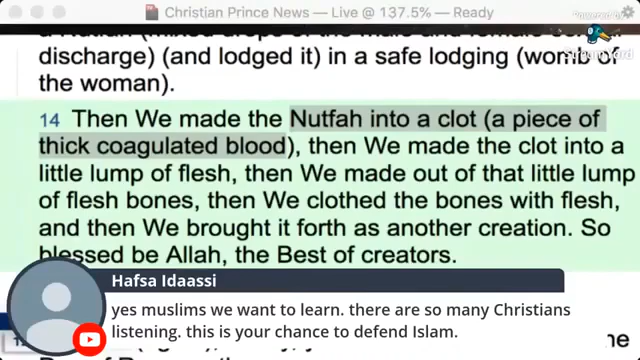 Christian Prince News — Live @ 137.5% — Ready
Powered by
discharge) (and lodged it) in a safe lodging (womb of
the woman).
14 Then We made the Nutfah into a clot (a piece of
thick coagulated blood), then We made the clot into a
little lump of flesh, then We made out of that little lump
of flesh bones, then We clothed the bones with flesh,
and then We brought it forth as another creation. So
blessed be Allah, the Best of creators.
Hafsa Idaassi
yes muslims we want to learn. there are so many Christians
listening. this is your chance to defend Islam.